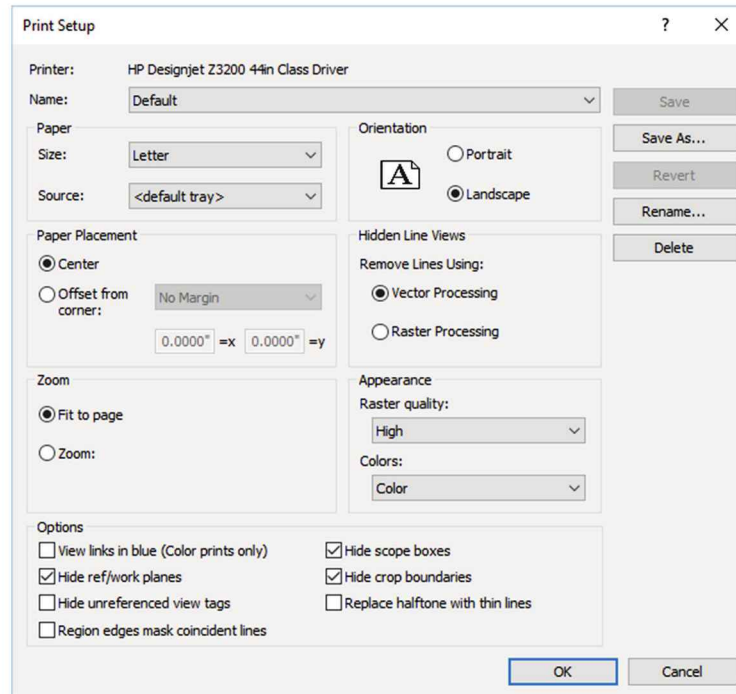 Print Setup
? X
Printer: HP Designjet Z3200 44in Class Driver
Name: Default
Save
Save As...
Revert
Rename...
Delete
Paper
Size: Letter
Source: <default tray>
Orientation
A
Portrait
Landscape
Paper Placement
Center
Offset from
corner:
No Margin
0.0000" =x 0.0000" =y
Hidden Line Views
Remove Lines Using:
Vector Processing
Raster Processing
Zoom
Fit to page
Zoom:
Appearance
Raster quality:
High
Colors:
Color
Options
View links in blue (Color prints only)
Hide ref/work planes
Hide unreferenced view tags
Region edges mask coincident lines
Hide scope boxes
Hide crop boundaries
Replace halftone with thin lines
OK
Cancel